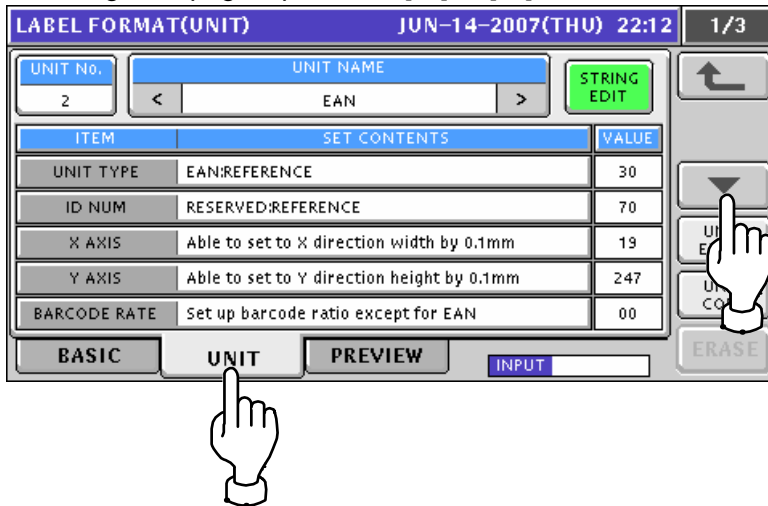 LABEL FORMAT(UNIT) JUN-14-2007(THU) 22:12 1/3
UNIT No. UNIT NAME STRING EDIT
2 < EAN >
ITEM SET CONTENTS VALUE
UNIT TYPE EAN:REFERENCE 30
ID NUM RESERVED:REFERENCE 70
X AXIS Able to set to X direction width by 0.1mm 19
Y AXIS Able to set to Y direction height by 0.1mm 247
BARCODE RATE Set up barcode ratio except for EAN 00
BASIC UNIT PREVIEW INPUT ERASE